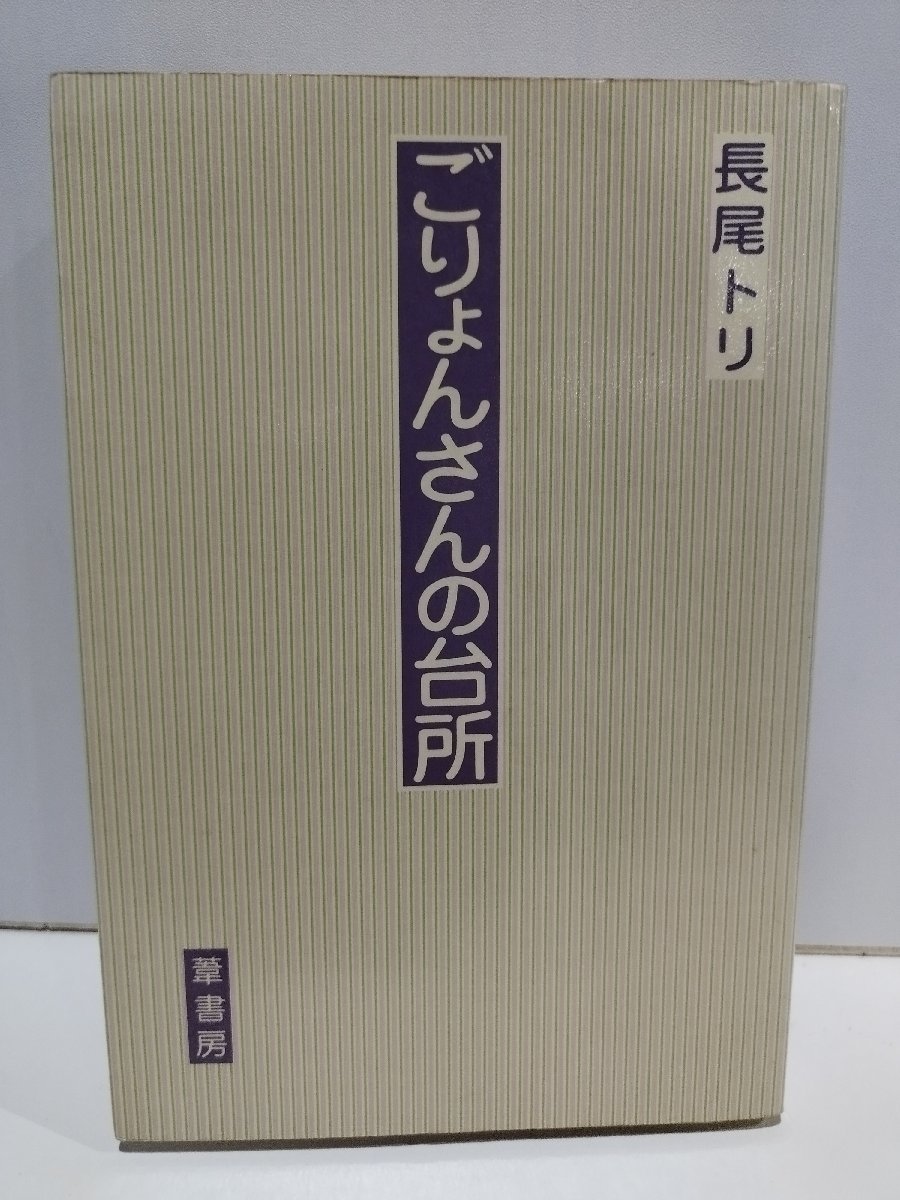 長尾トリ
ごりょんさんの台所
葦書房